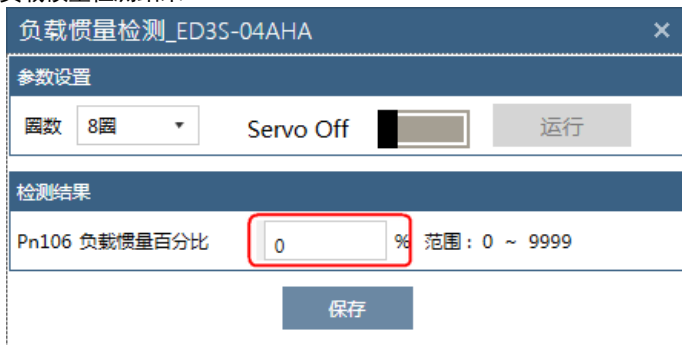 负载惯量检测_ED3S-04AHA ×
参数设置
圈数 8圈 Servo Off 运行
检测结果
Pn106 负载惯量百分比 0 % 范围：0 ~ 9999
保存